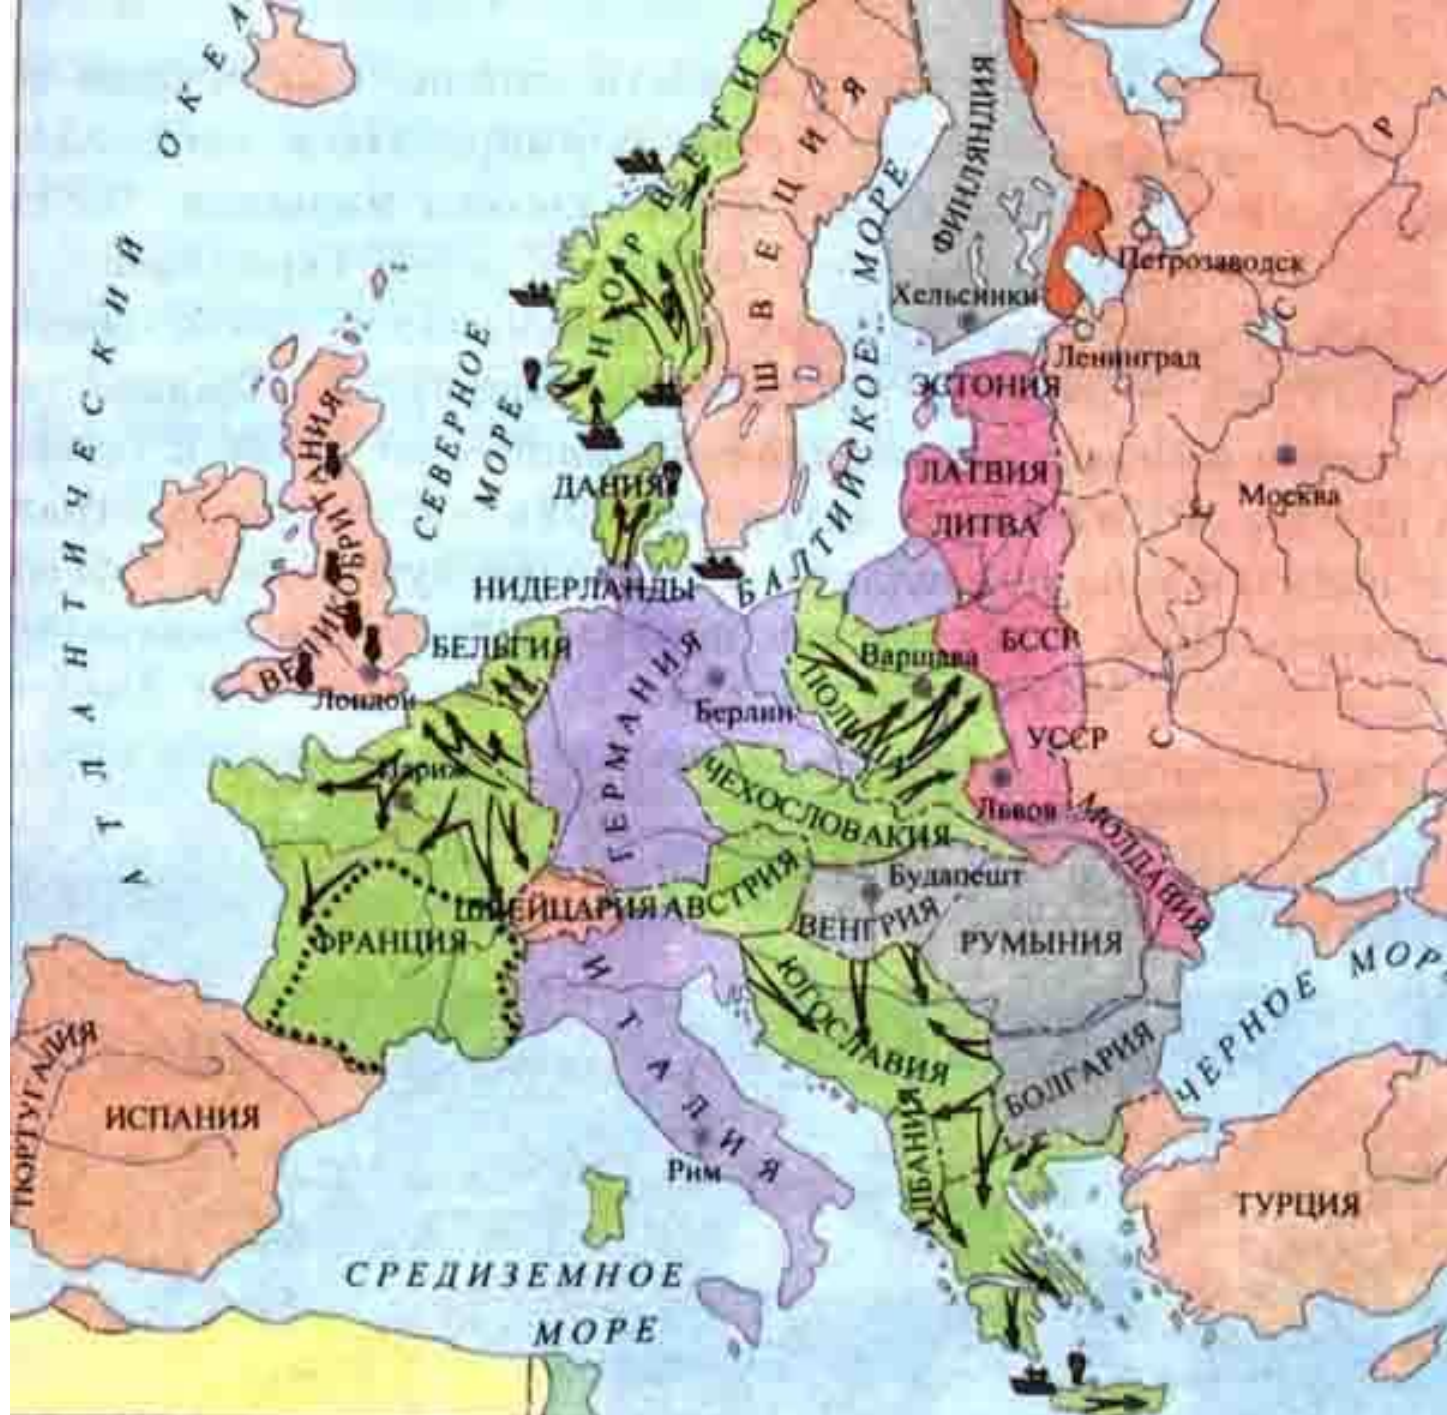 АТЛАНТИЧЕСКИЙ
ОКЕА
НОРВЕГИЯ
ШВЕЦИЯ
ФИНЛЯНДИЯ
Хельсинки
Петрозаводск
Ленинград
Р
С
БАЛТИЙСКОЕ МОРЕ
СЕВЕРНОЕ
МОРЕ
ЭСТОНИЯ
ЛАТВИЯ
ЛИТВА
Москва
ДАНИЯ
ВЕЛИКОБРИТАНИЯ
Лондон
НИДЕРЛАНДЫ
БЕЛЬГИЯ
ГЕРМАНИЯ
Берлин
Варшава
ПОЛЬША
БССР
УССР
С
Львов
МОЛДАВИЯ
Париж
ЧЕХОСЛОВАКИЯ
Будапешт
ШВЕЙЦАРИЯ
АВСТРИЯ
ВЕНГРИЯ
РУМЫНИЯ
ФРАНЦИЯ
ИТАЛИЯ
Рим
ЮГОСЛАВИЯ
БОЛГАРИЯ
ЧЕРНОЕ МОР
АЛБАНИЯ
ПОРТУГАЛИЯ
ИСПАНИЯ
ТУРЦИЯ
СРЕДИЗЕМНОЕ
МОРЕ